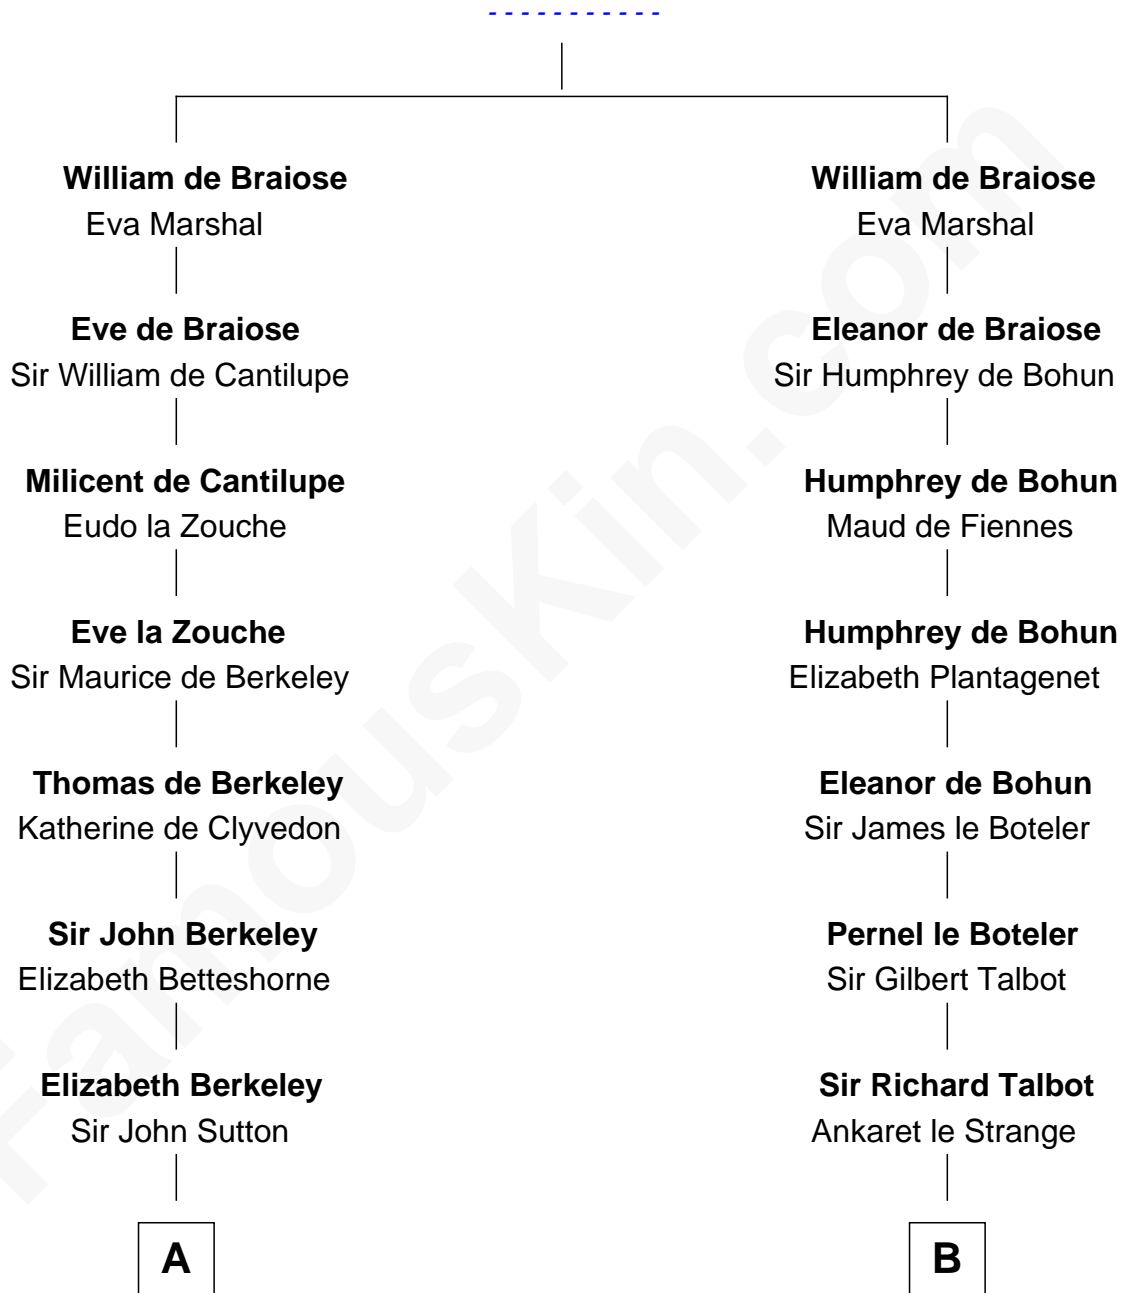 - - - - - - - - - - -
William de Braiose
Eva Marshal
Eve de Braiose
Sir William de Cantilupe
Milicent de Cantilupe
Eudo la Zouche
Eve la Zouche
Sir Maurice de Berkeley
Thomas de Berkeley
Katherine de Clyvedon
Sir John Berkeley
Elizabeth Betteshorne
Elizabeth Berkeley
Sir John Sutton
A
William de Braiose
Eva Marshal
Eleanor de Braiose
Sir Humphrey de Bohun
Humphrey de Bohun
Maud de Fiennes
Humphrey de Bohun
Elizabeth Plantagenet
Eleanor de Bohun
Sir James le Boteler
Pernel le Boteler
Sir Gilbert Talbot
Sir Richard Talbot
Ankaret le Strange
B
FamousKin.com